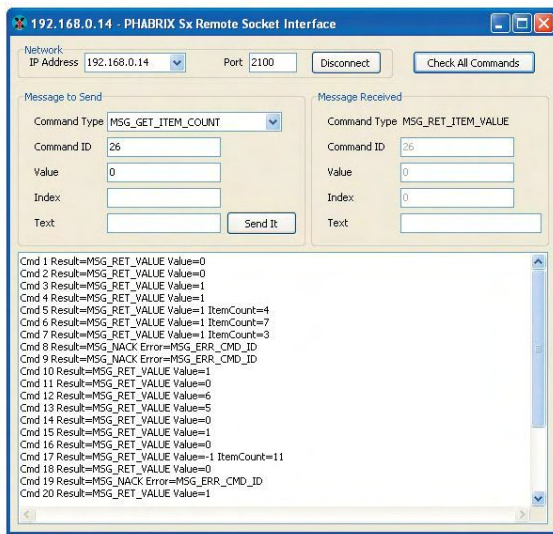 192.168.0.14 - PHABRIX Sx Remote Socket Interface
Network
IP Address 192.168.0.14 Port 2100 Disconnect Check All Commands
Message to Send
Command Type MSG_GET_ITEM_COUNT
Command ID 26
Value 0
Index
Text Send It
Message Received
Command Type MSG_RET_ITEM_VALUE
Command ID 26
Value 0
Index 0
Text
Cmd 1 Result=MSG_RET_VALUE Value=0
Cmd 2 Result=MSG_RET_VALUE Value=0
Cmd 3 Result=MSG_RET_VALUE Value=1
Cmd 4 Result=MSG_RET_VALUE Value=1
Cmd 5 Result=MSG_RET_VALUE Value=1 ItemCount=4
Cmd 6 Result=MSG_RET_VALUE Value=1 ItemCount=7
Cmd 7 Result=MSG_RET_VALUE Value=1 ItemCount=3
Cmd 8 Result=MSG_NACK Error=MSG_ERR_CMD_ID
Cmd 9 Result=MSG_NACK Error=MSG_ERR_CMD_ID
Cmd 10 Result=MSG_RET_VALUE Value=1
Cmd 11 Result=MSG_RET_VALUE Value=0
Cmd 12 Result=MSG_RET_VALUE Value=6
Cmd 13 Result=MSG_RET_VALUE Value=5
Cmd 14 Result=MSG_RET_VALUE Value=0
Cmd 15 Result=MSG_RET_VALUE Value=1
Cmd 16 Result=MSG_RET_VALUE Value=0
Cmd 17 Result=MSG_RET_VALUE Value=-1 ItemCount=11
Cmd 18 Result=MSG_RET_VALUE Value=0
Cmd 19 Result=MSG_NACK Error=MSG_ERR_CMD_ID
Cmd 20 Result=MSG_RET_VALUE Value=1